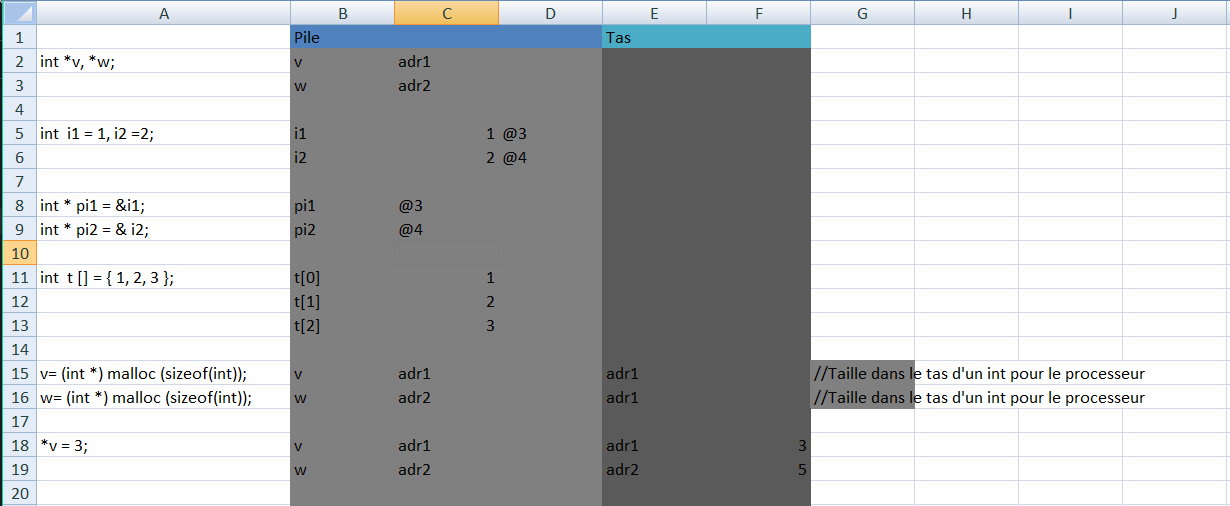 A B C D E F G H I J
1 Pile Tas
2 int *v, *w; v adr1
3 w adr2
4
5 int  i1 = 1, i2 =2; i1 1 @3
6 i2 2 @4
7
8 int * pi1 = &i1; pi1 @3
9 int * pi2 = & i2; pi2 @4
10
11 int  t [] = { 1, 2, 3 }; t[0] 1
12 t[1] 2
13 t[2] 3
14
15 v= (int *) malloc (sizeof(int)); v adr1 adr1 //Taille dans le tas d'un int pour le processeur
16 w= (int *) malloc (sizeof(int)); w adr2 adr1 //Taille dans le tas d'un int pour le processeur
17
18 *v = 3; v adr1 adr1 3
19 w adr2 adr2 5
20